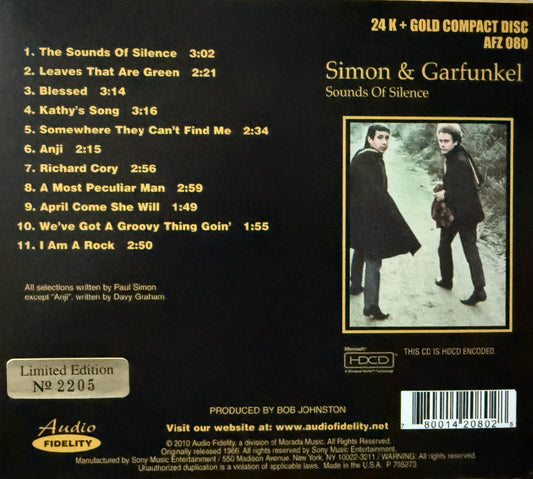 24 K + GOLD COMPACT DISC
AFZ 080
Simon & Garfunkel
Sounds Of Silence
1. The Sounds Of Silence 3:02
2. Leaves That Are Green 2:21
3. Blessed 3:14
4. Kathy's Song 3:16
5. Somewhere They Can't Find Me 2:34
6. Anji 2:15
7. Richard Cory 2:56
8. A Most Peculiar Man 2:59
9. April Come She Will 1:49
10. We've Got A Groovy Thing Goin' 1:55
11. I Am A Rock 2:50
All selections written by Paul Simon
except "Anji", written by Davy Graham.
Limited Edition
Nº 2205
Microsoft
HDCD
THIS CD IS HDCD ENCODED.
Audio
FIDELITY
PRODUCED BY BOB JOHNSTON
Visit our website at: www.audiofidelity.net
7 80014 20802
© 2010 Audio Fidelity, a division of Morada Music. All Rights Reserved.
Originally released 1966. All rights reserved by Sony Music Entertainment.
Manufactured by Sony Music Entertainment / 550 Madison Avenue, New York, NY 10022-3211 / WARNING: All Rights Reserved.
Unauthorized duplication is a violation of applicable laws. Made in the U.S.A. P 765273